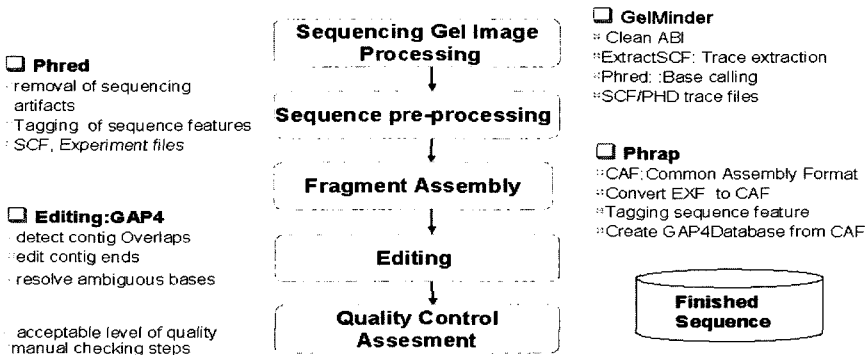 Sequencing Gel Image
Processing
Sequence pre-processing
Fragment Assembly
Editing
Quality Control
Assesment
Phred
removal of sequencing
artifacts
Tagging of sequence features
SCF, Experiment files
Editing:GAP4
detect contig Overlaps
edit contig ends
resolve ambiguous bases
acceptable level of quality
manual checking steps
GelMinder
Clean ABI
ExtractSCF: Trace extraction
Phred: :Base calling
SCF/PHD trace files
Phrap
CAF:Common Assembly Format
Convert EXF to CAF
Tagging sequence feature
Create GAP4Database from CAF
Finished
Sequence